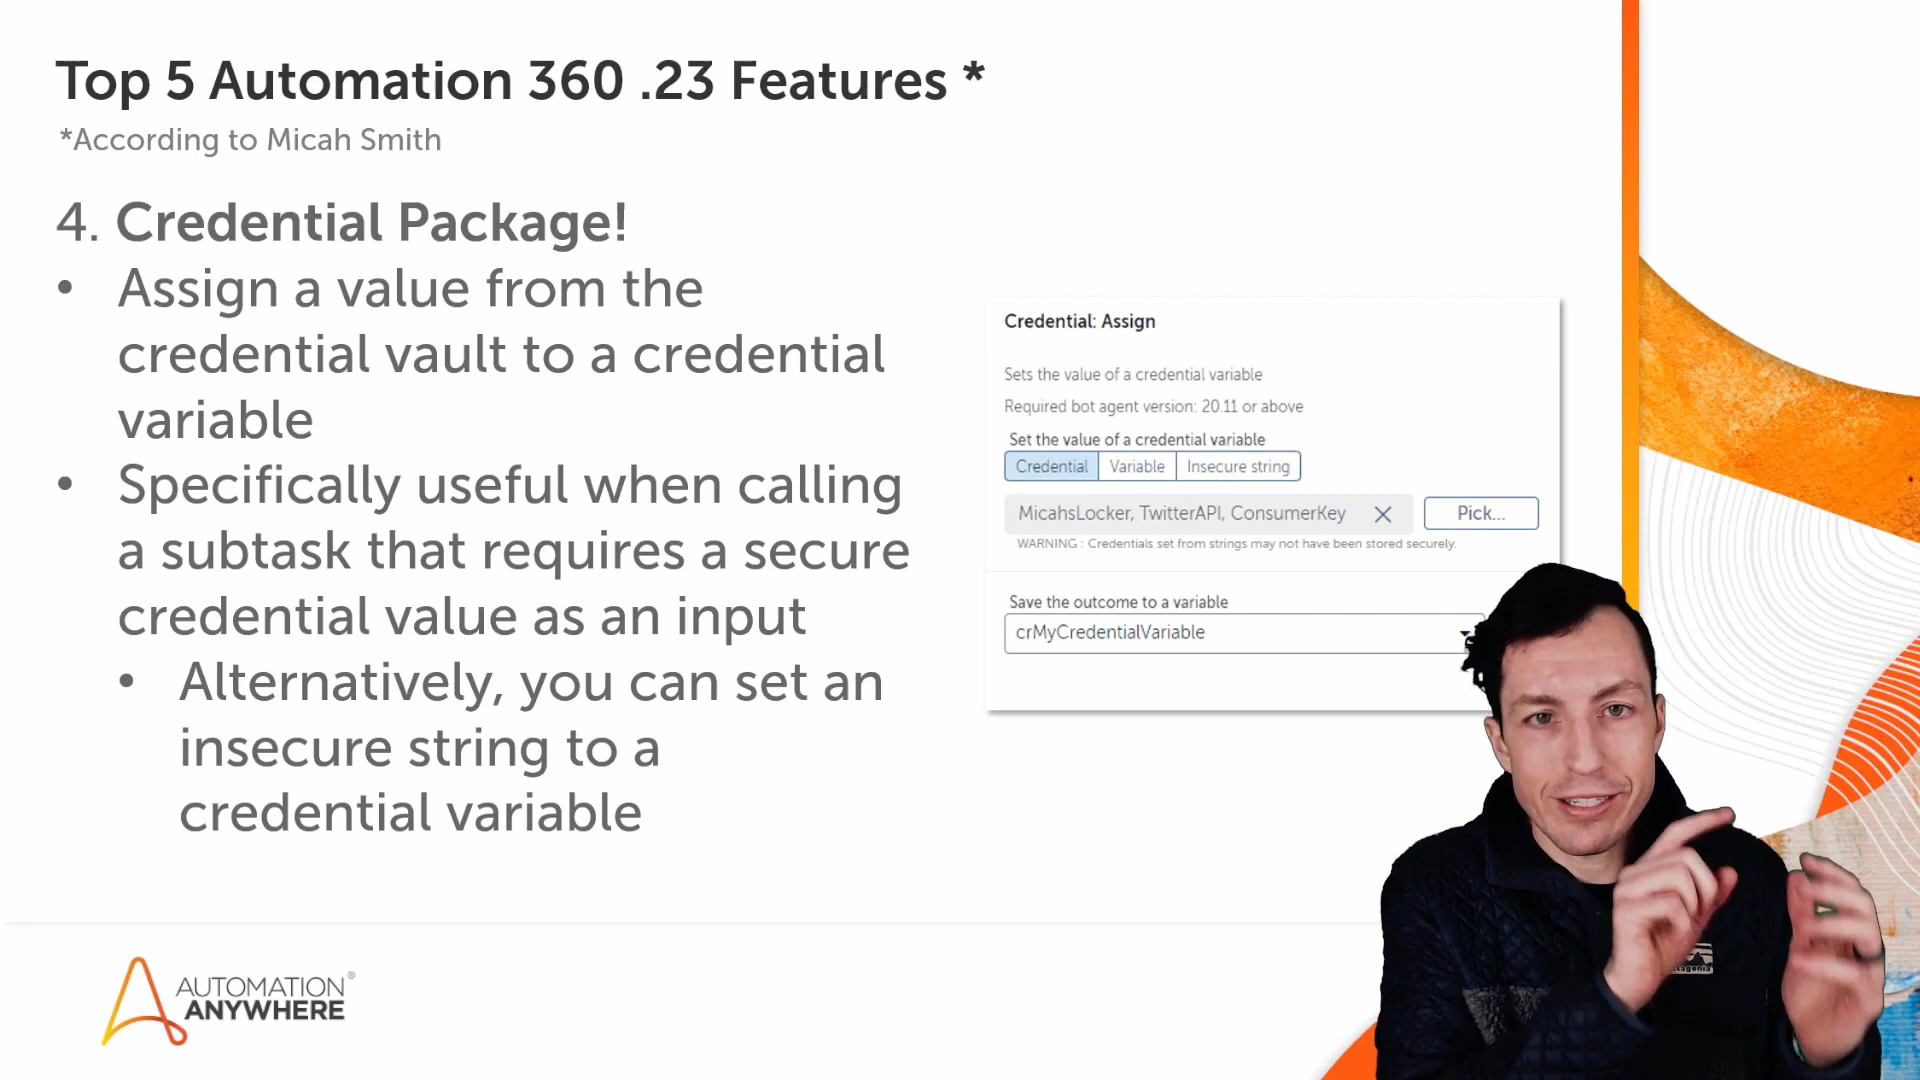 Top 5 Automation 360 .23 Features *
*According to Micah Smith
4. Credential Package!
• Assign a value from the
credential vault to a credential
variable
• Specifically useful when calling
a subtask that requires a secure
credential value as an input
• Alternatively, you can set an
insecure string to a
credential variable
Credential: Assign
Sets the value of a credential variable
Required bot agent version: 20.11 or above
Set the value of a credential variable
Credential Variable Insecure string
MicahsLocker, TwitterAPI, ConsumerKey Pick...
WARNING : Credentials set from strings may not have been stored securely.
Save the outcome to a variable
crMyCredentialVariable
AUTOMATION®
ANYWHERE